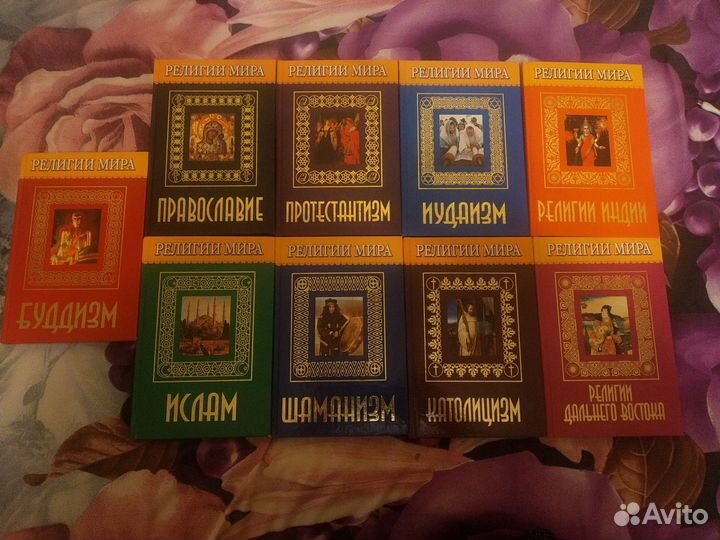 РЕЛИГИИ МИРА
БУДДИЗМ
РЕЛИГИИ МИРА
ПРАВОСЛАВИЕ
РЕЛИГИИ МИРА
ПРОТЕСТАНТИЗМ
РЕЛИГИИ МИРА
ИУДАИЗМ
РЕЛИГИИ МИРА
РЕЛИГИИ ИНДИИ
РЕЛИГИИ МИРА
ИСЛАМ
РЕЛИГИИ МИРА
ШАМАНИЗМ
РЕЛИГИИ МИРА
КАТОЛИЦИЗМ
РЕЛИГИИ МИРА
РЕЛИГИИ
ДАЛЬНЕГО ВОСТОКА
Avito